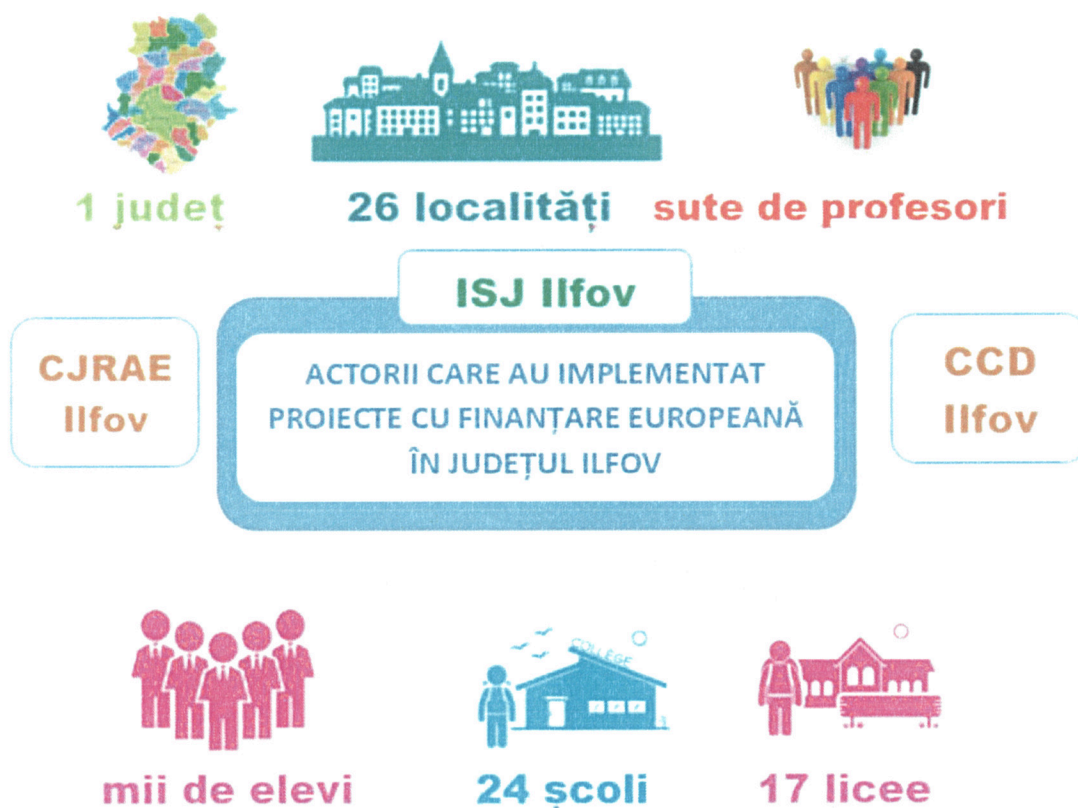 1 județ
26 localități
sute de profesori
ISJ Ilfov
CJRAE
Ilfov
ACTORII CARE AU IMPLEMENTAT
PROIECTE CU FINANȚARE EUROPEANĂ
ÎN JUDEȚUL ILFOV
CCD
Ilfov
COLLEGE
mii de elevi
24 școli
17 licee